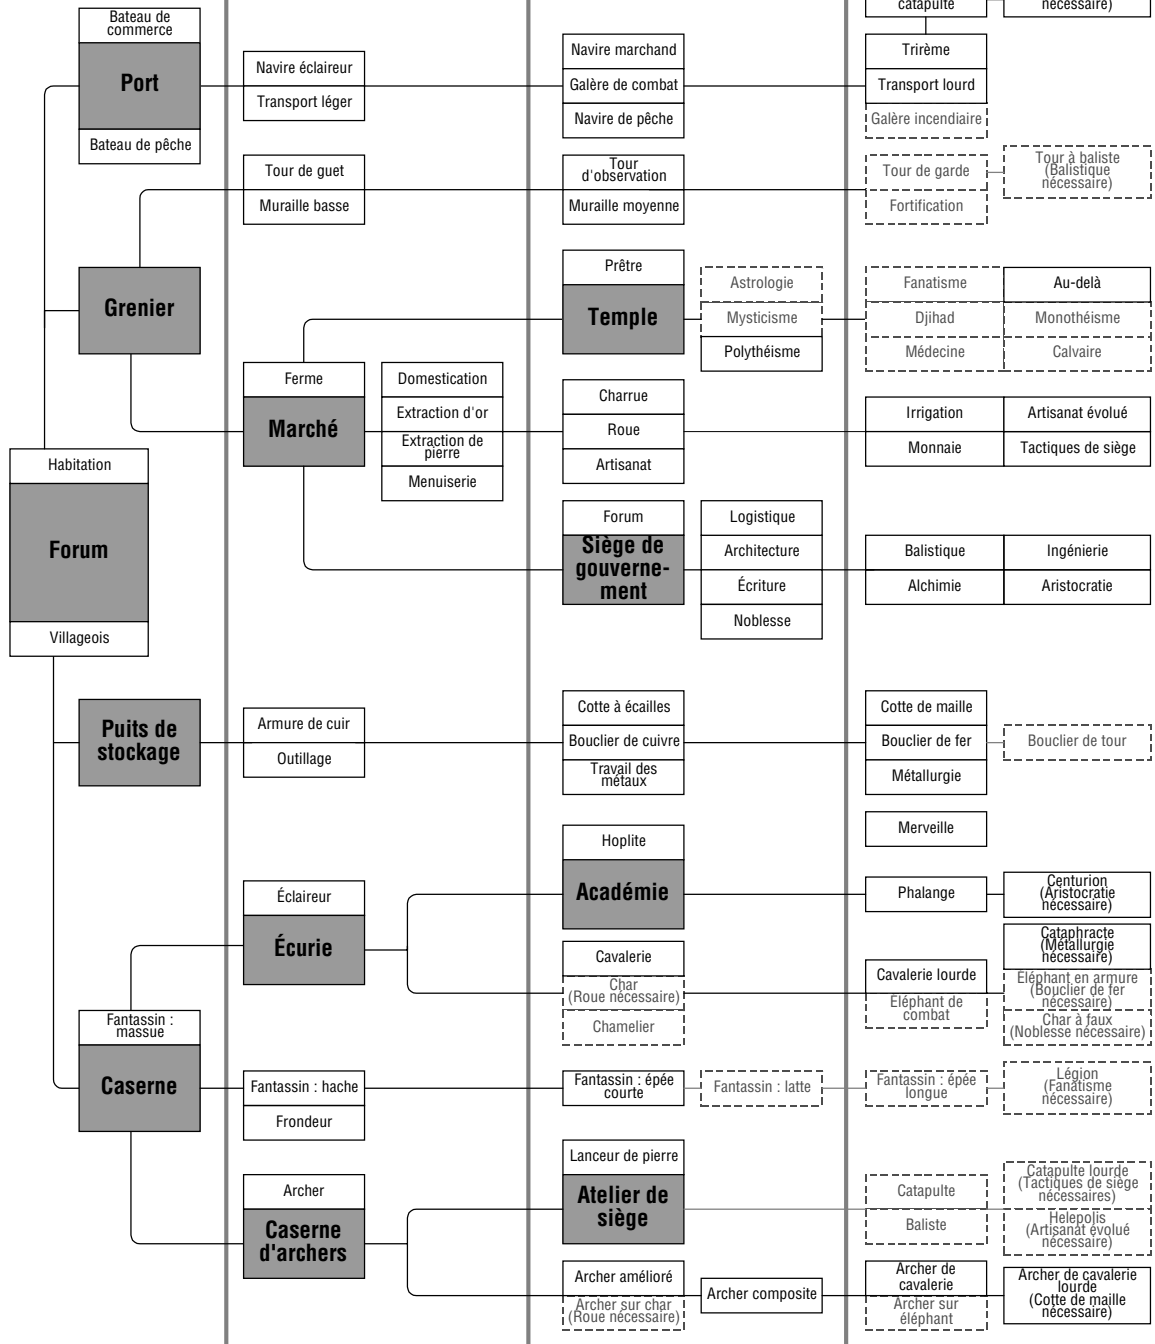 catapulte
nécessaire)
Bateau de
commerce
Port
Bateau de pêche
Navire éclaireur
Transport léger
Navire marchand
Galère de combat
Navire de pêche
Trirème
Transport lourd
Galère incendiaire
Tour de guet
Muraille basse
Tour
d'observation
Muraille moyenne
Tour de garde
Fortification
Tour à baliste
(Balistique
nécessaire)
Grenier
Prêtre
Temple
Astrologie
Mysticisme
Polythéisme
Fanatisme
Djihad
Médecine
Au-delà
Monothéisme
Calvaire
Ferme
Marché
Domestication
Extraction d'or
Extraction de
pierre
Menuiserie
Charrue
Roue
Artisanat
Irrigation
Monnaie
Artisanat évolué
Tactiques de siège
Habitation
Forum
Villageois
Forum
Siège de
gouverne-
ment
Logistique
Architecture
Écriture
Noblesse
Balistique
Alchimie
Ingénierie
Aristocratie
Puits de
stockage
Armure de cuir
Outillage
Cotte à écailles
Bouclier de cuivre
Travail des
métaux
Cotte de maille
Bouclier de fer
Métallurgie
Bouclier de tour
Merveille
Hoplite
Académie
Phalange
Centurion
(Aristocratie
nécessaire)
Éclaireur
Écurie
Cavalerie
Char
(Roue nécessaire)
Chamelier
Cavalerie lourde
Éléphant de
combat
Cataphracte
(Métallurgie
nécessaire)
Éléphant en armure
(Bouclier de fer
nécessaire)
Char à faux
(Noblesse nécessaire)
Fantassin :
massue
Caserne
Fantassin : hache
Frondeur
Fantassin : épée
courte
Fantassin : latte
Fantassin : épée
longue
Légion
(Fanatisme
nécessaire)
Archer
Caserne
d'archers
Lanceur de pierre
Atelier de
siège
Catapulte
Baliste
Catapulte lourde
(Tactiques de siège
nécessaires)
Helepolis
(Artisanat évolué
nécessaire)
Archer amélioré
Archer sur char
(Roue nécessaire)
Archer composite
Archer de
cavalerie
Archer sur
éléphant
Archer de cavalerie
lourde
(Cotte de maille
nécessaire)